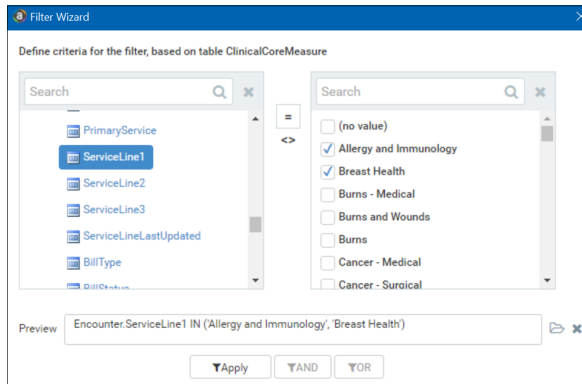 Filter Wizard
Define criteria for the filter, based on table ClinicalCoreMeasure
Search
PrimaryService
ServiceLine1
ServiceLine2
ServiceLine3
ServiceLineLastUpdated
BillType
BillStatus
=
<>
Search
(no value)
Allergy and Immunology
Breast Health
Burns - Medical
Burns and Wounds
Burns
Cancer - Medical
Cancer - Surgical
Preview
Encounter.ServiceLine1 IN ('Allergy and Immunology', 'Breast Health')
Apply
AND
OR